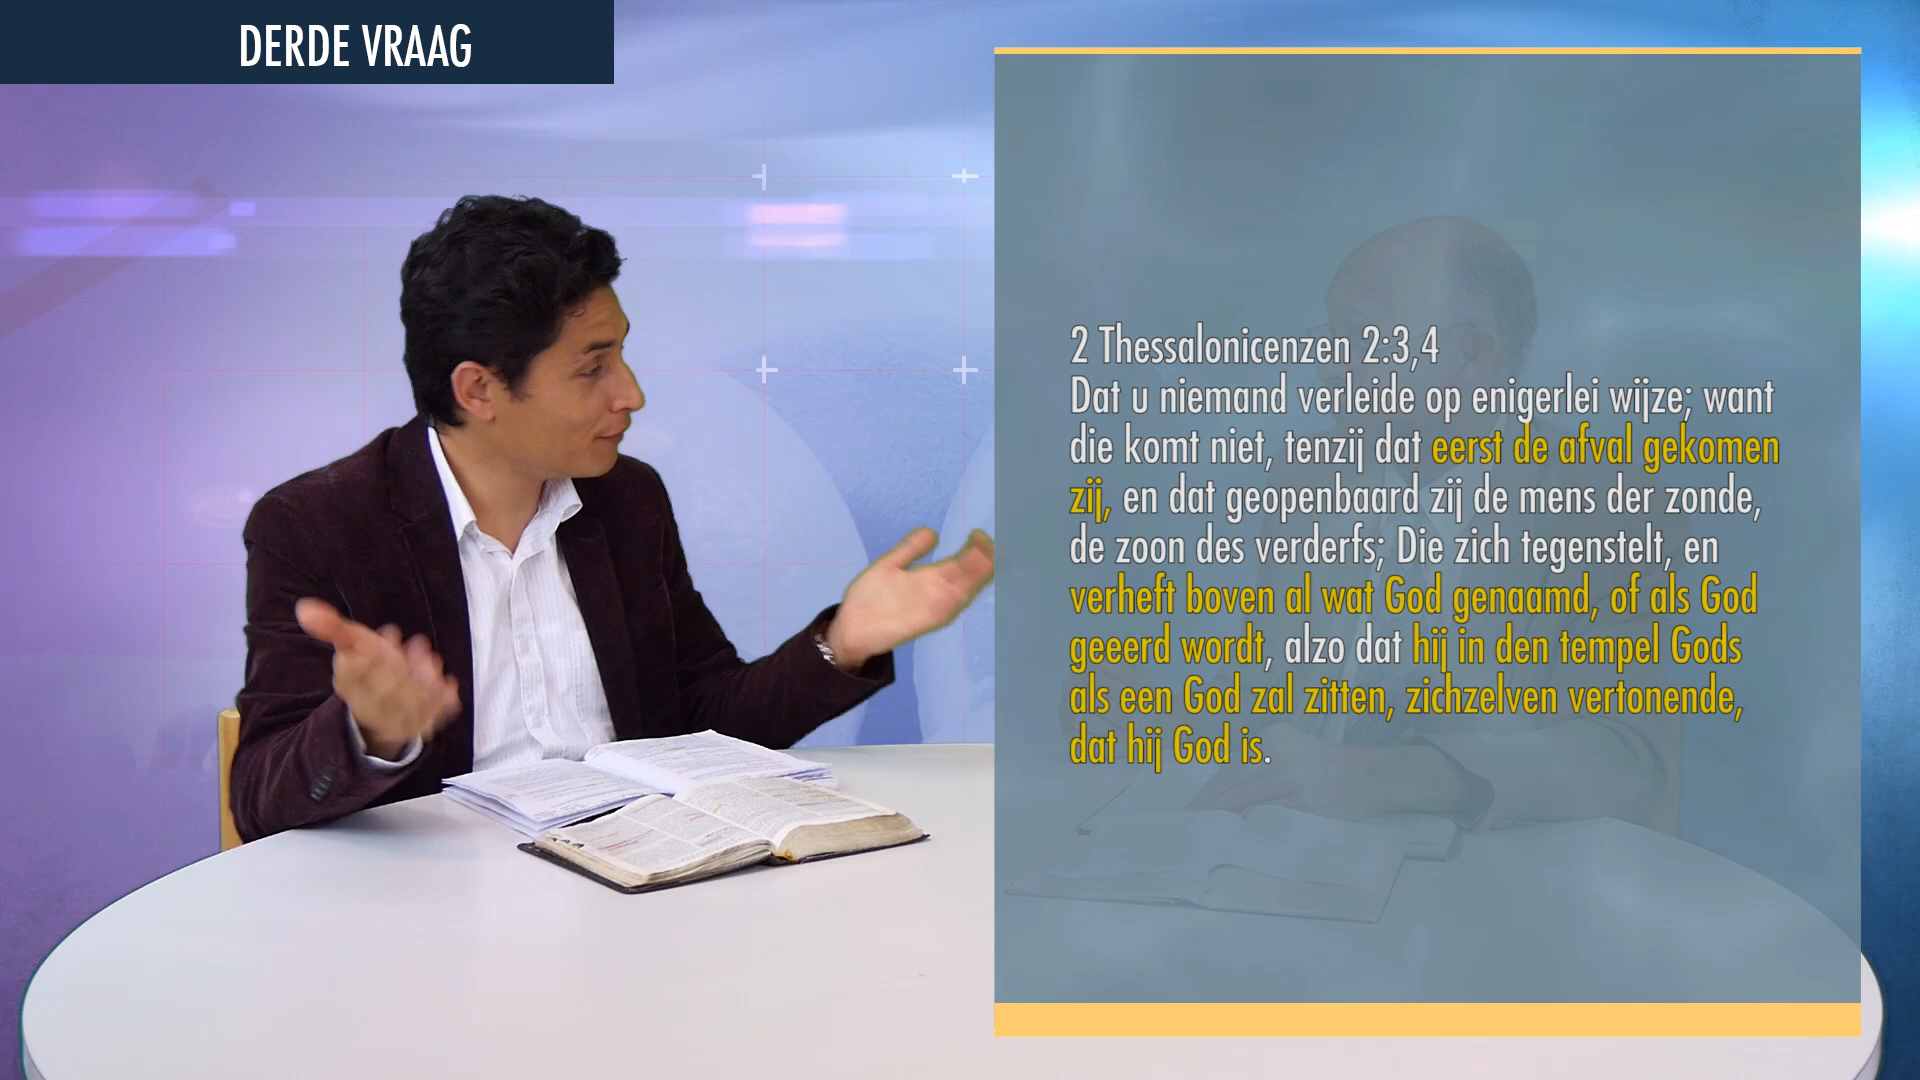 DERDE VRAAG
2 Thessalonicenzen 2:3,4
Dat u niemand verleide op enigerlei wijze; want
die komt niet, tenzij dat eerst de afval gekomen
zij, en dat geopenbaard zij de mens der zonde,
de zoon des verderfs; Die zich tegenstelt, en
verheft boven al wat God genaamd, of als God
geeerd wordt, alzo dat hij in den tempel Gods
als een God zal zitten, zichzelven vertonende,
dat hij God is.